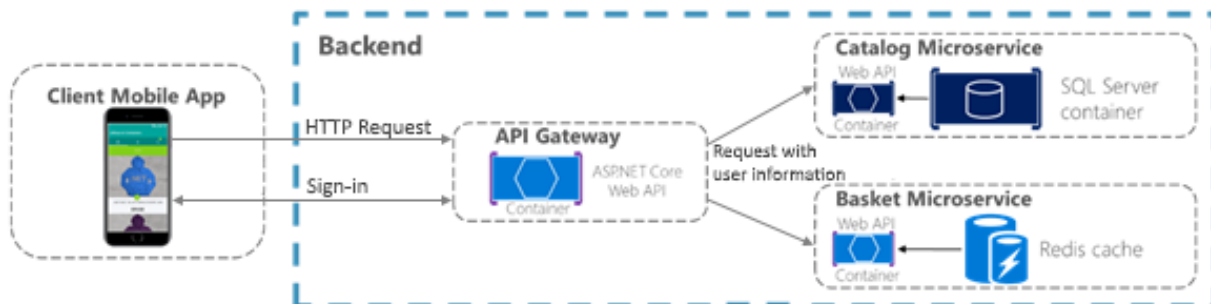 Backend
Client Mobile App
HTTP Request
Sign-in
API Gateway
ASP.NET Core
Web API
Container
Request with
user information
Catalog Microservice
Web API
Container
SQL Server
container
Basket Microservice
Web API
Container
Redis cache